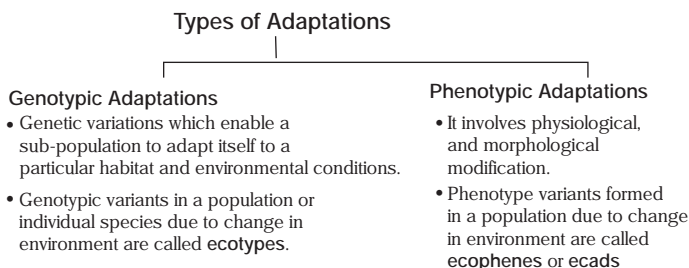 Types of Adaptations
Genotypic Adaptations
• Genetic variations which enable a
sub-population to adapt itself to a
particular habitat and environmental conditions.
• Genotypic variants in a population or
individual species due to change in
environment are called ecotypes.
Phenotypic Adaptations
• It involves physiological,
and morphological
modification.
• Phenotype variants formed
in a population due to change
in environment are called
ecophenes or ecads